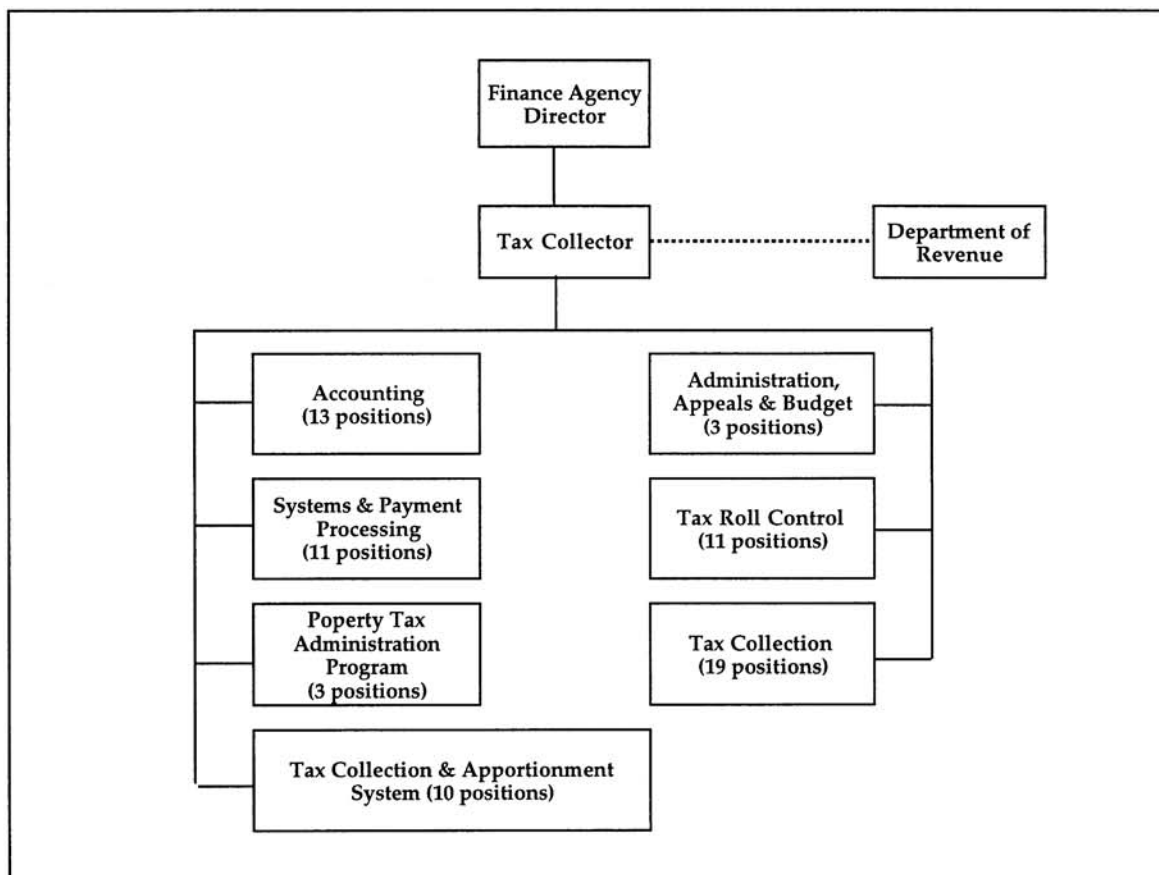 Finance Agency
Director
Tax Collector
Department of
Revenue
Accounting
(13 positions)
Administration,
Appeals & Budget
(3 positions)
Systems & Payment
Processing
(11 positions)
Tax Roll Control
(11 positions)
Poperty Tax
Administration
Program
(3 positions)
Tax Collection
(19 positions)
Tax Collection & Apportionment
System (10 positions)